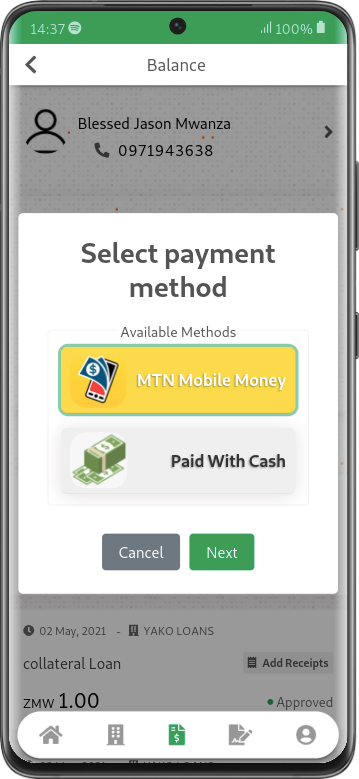 14:37 100%
Balance
Blessed Jason Mwanza
0971943638
Select payment
method
Available Methods
MTN Mobile Money
Paid With Cash
Cancel Next
02 May, 2021 - YAKO LOANS
collateral Loan Add Receipts
ZMW 1.00 Approved